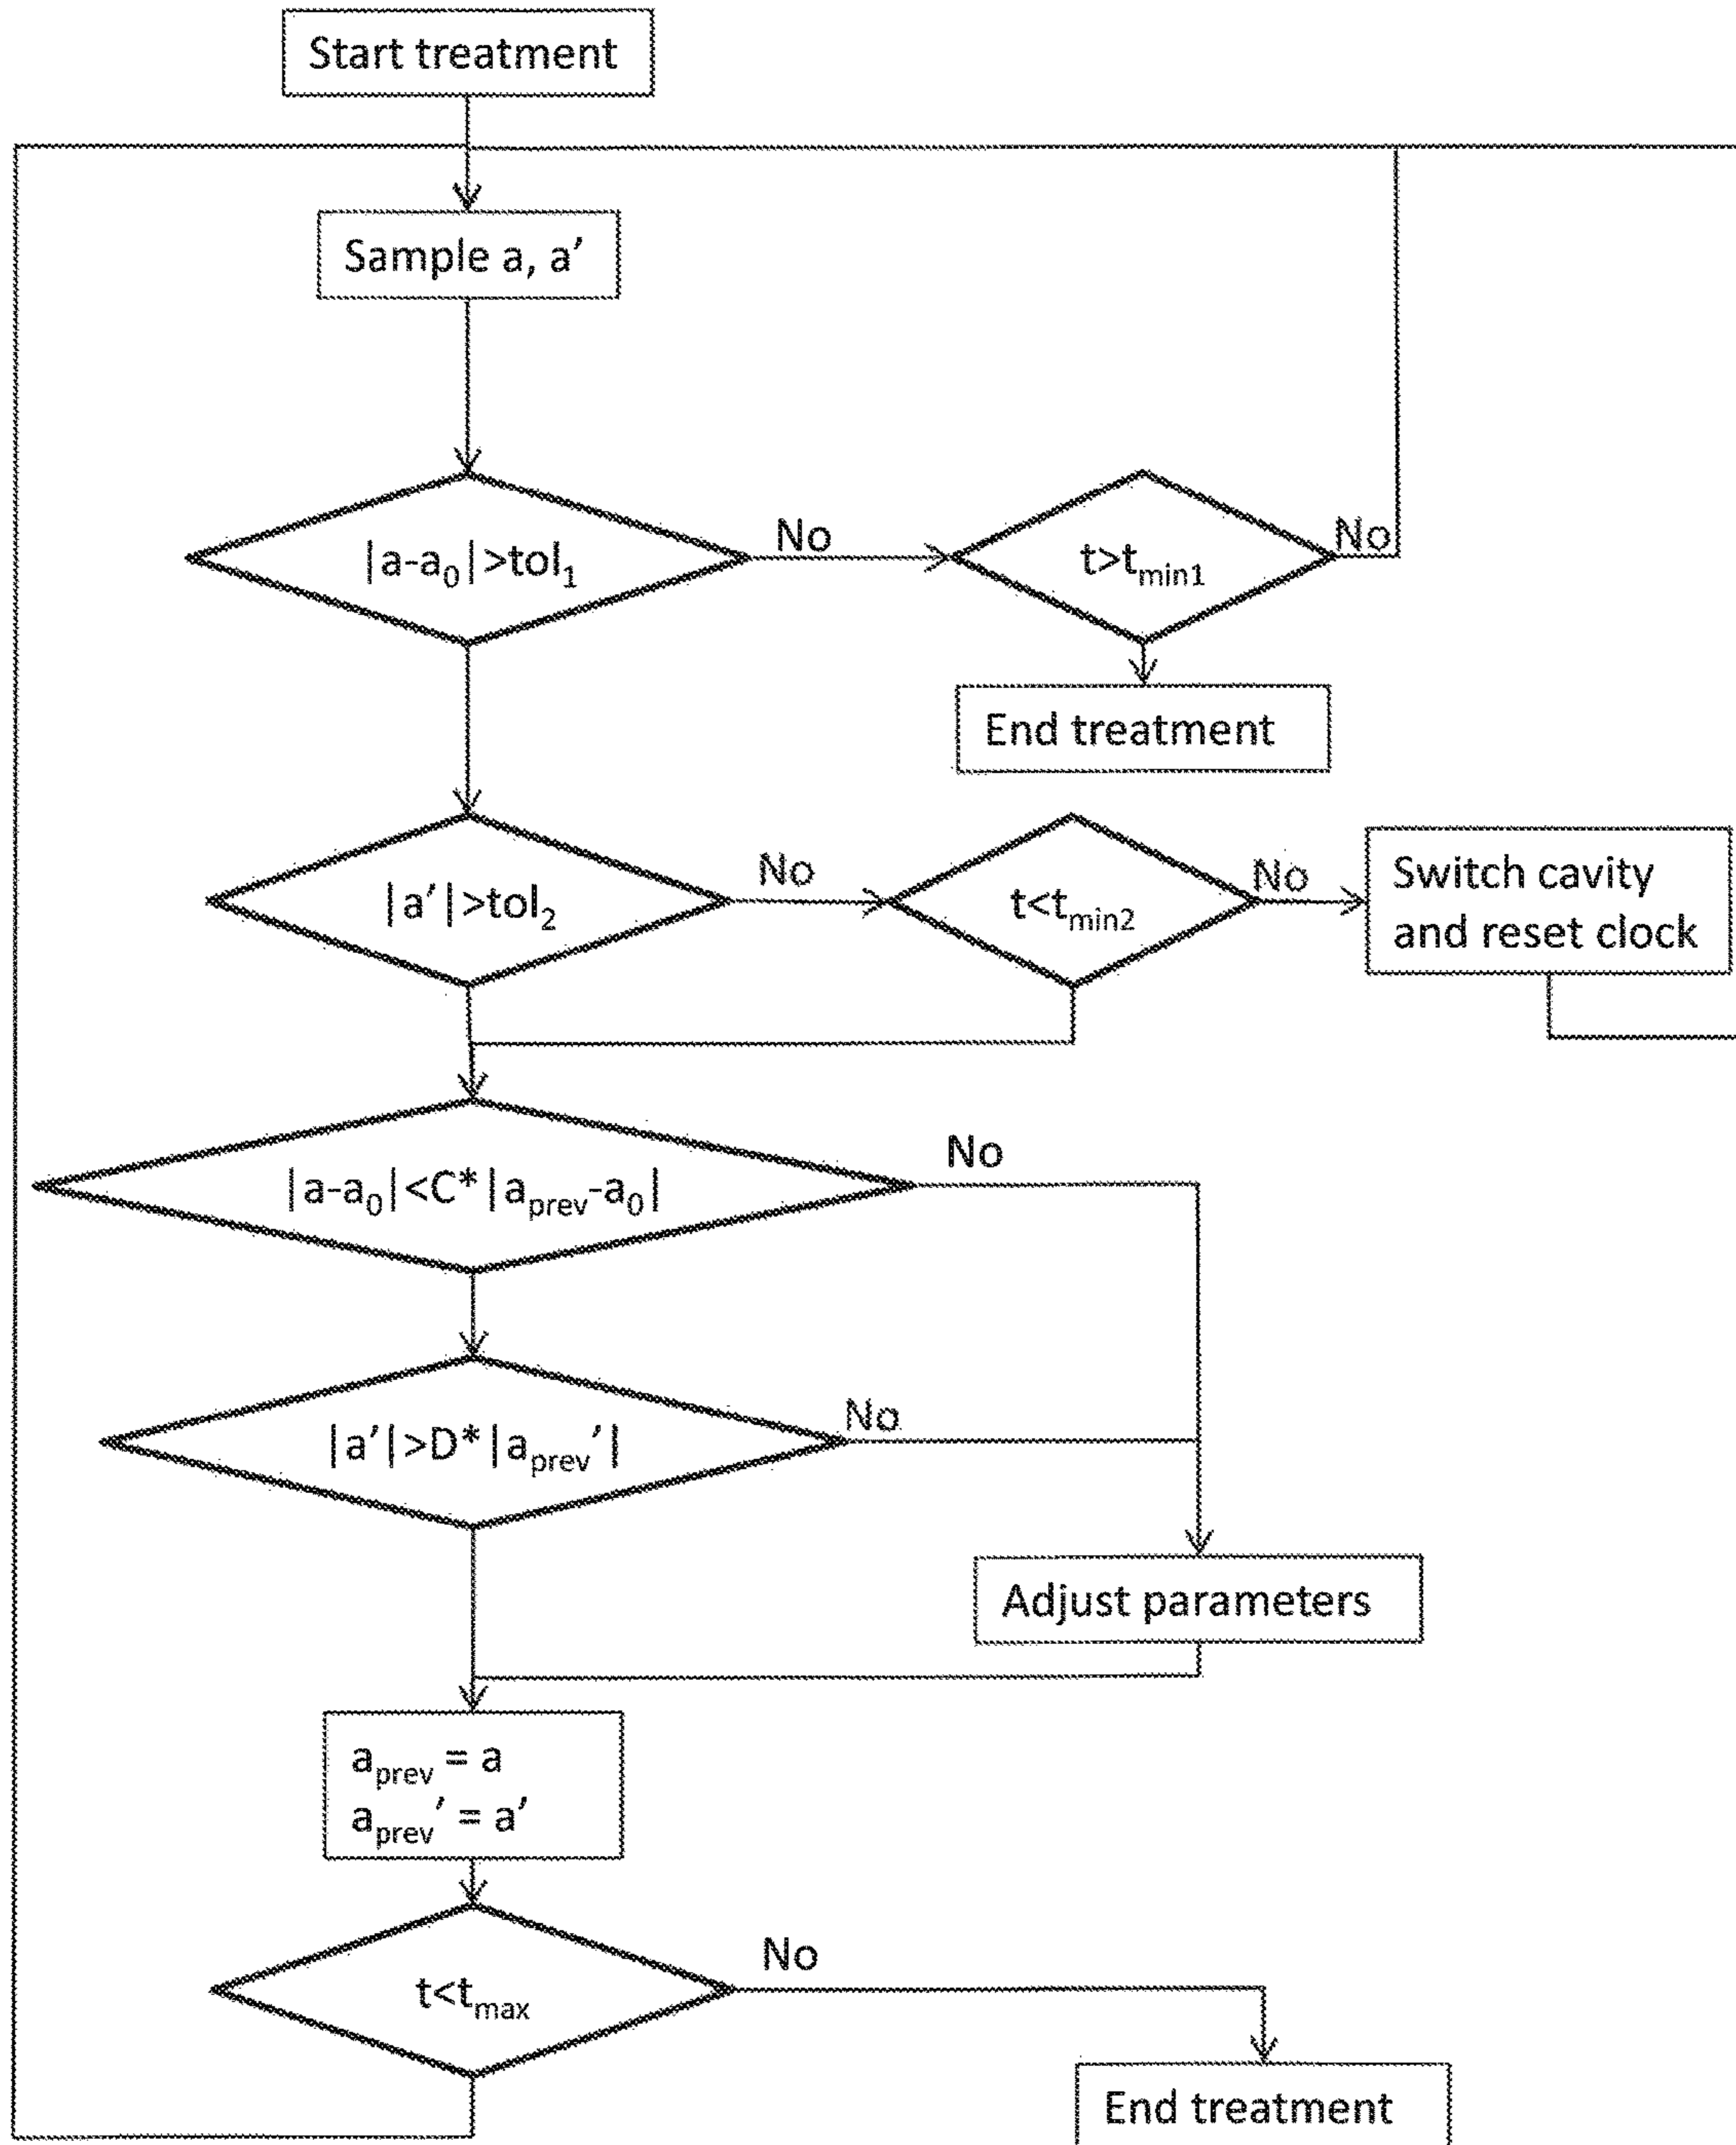 Start treatment
Sample a, a’
|a-a₀|>tol₁
No
t>tₘᵢₙ₁
No
End treatment
|a’|>tol₂
No
t<tₘᵢₙ₂
No
Switch cavity
and reset clock
|a-a₀|<C*|aₚᵣₑᵥ-a₀|
No
|a’|>D*|aₚᵣₑᵥ’|
No
Adjust parameters
aₚᵣₑᵥ = a
aₚᵣₑᵥ’ = a’
t<tₘₐₓ
No
End treatment